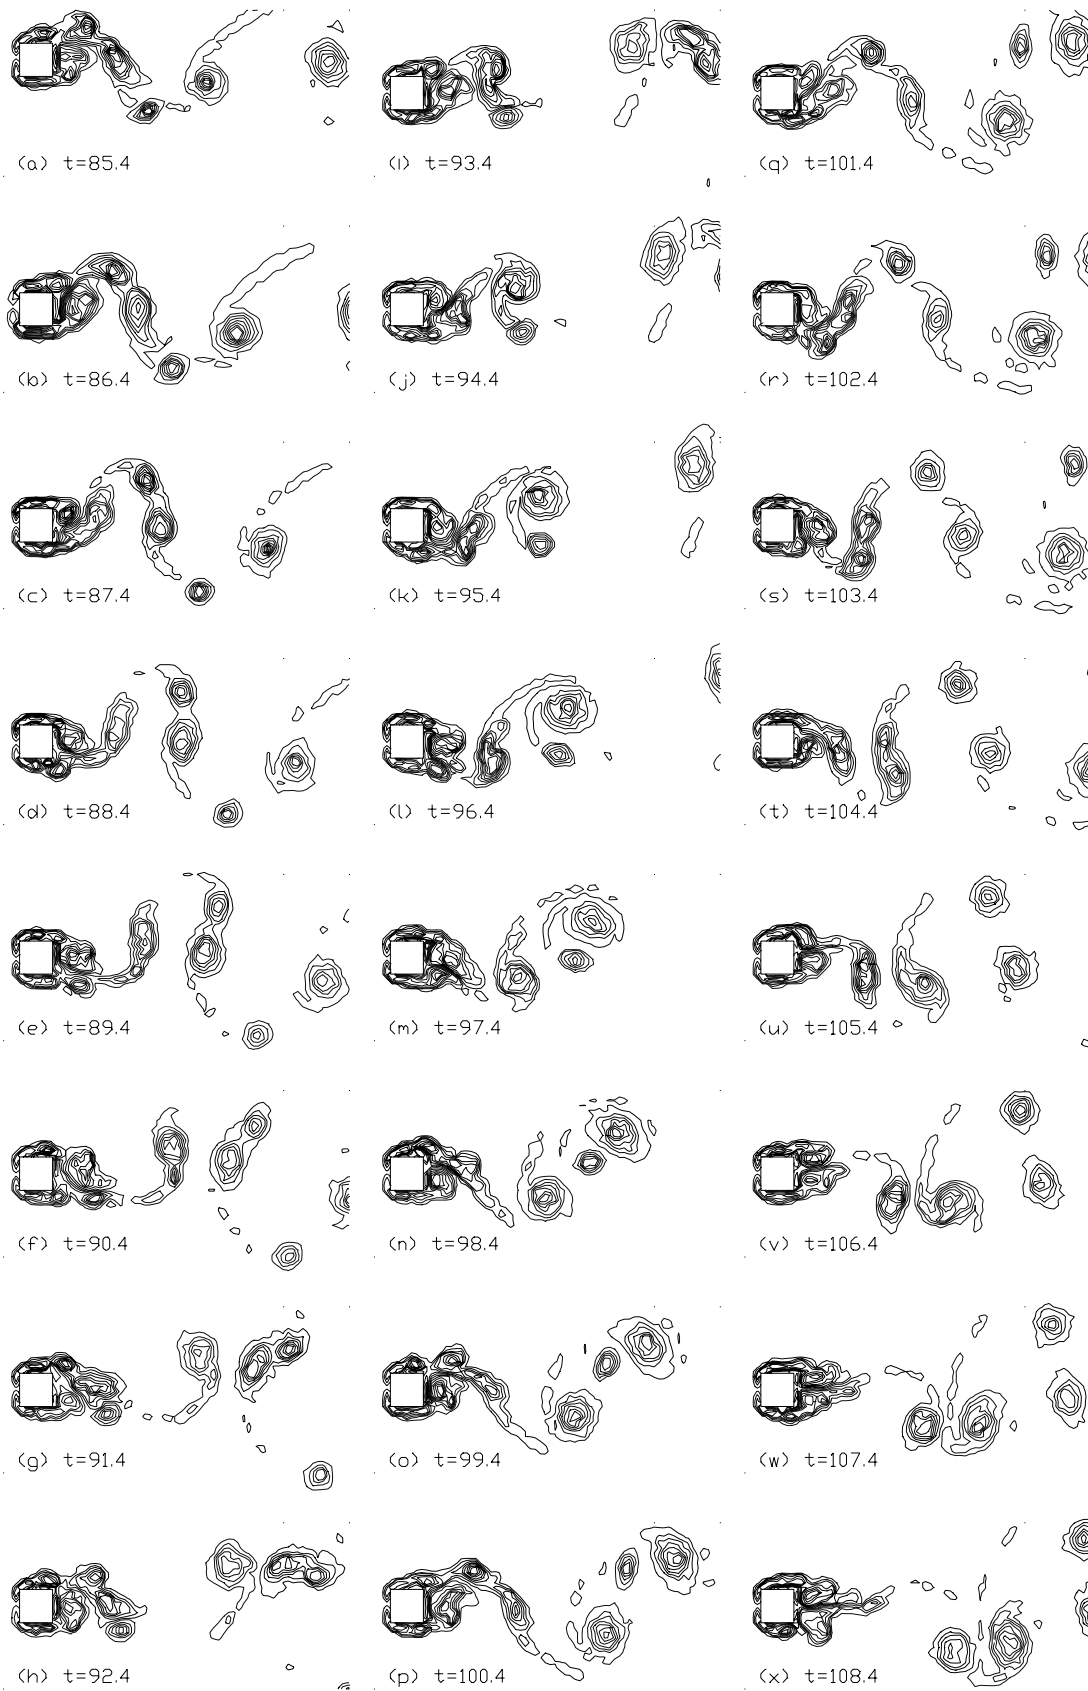 (a) t=85.4
(b) t=86.4
(c) t=87.4
(d) t=88.4
(e) t=89.4
(f) t=90.4
(g) t=91.4
(h) t=92.4
(i) t=93.4
(j) t=94.4
(k) t=95.4
(l) t=96.4
(m) t=97.4
(n) t=98.4
(o) t=99.4
(p) t=100.4
(q) t=101.4
(r) t=102.4
(s) t=103.4
(t) t=104.4
(u) t=105.4
(v) t=106.4
(w) t=107.4
(x) t=108.4